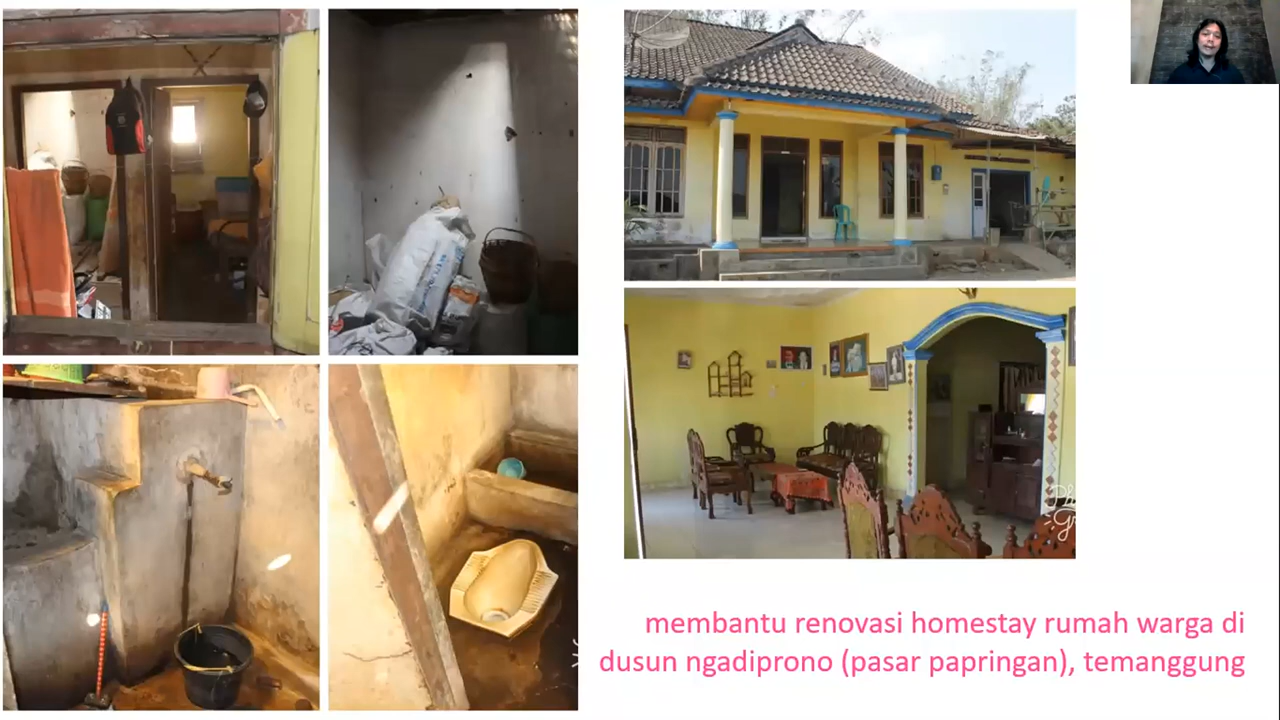 membantu renovasi homestay rumah warga di
dusun ngadiprono (pasar papringan), temanggung